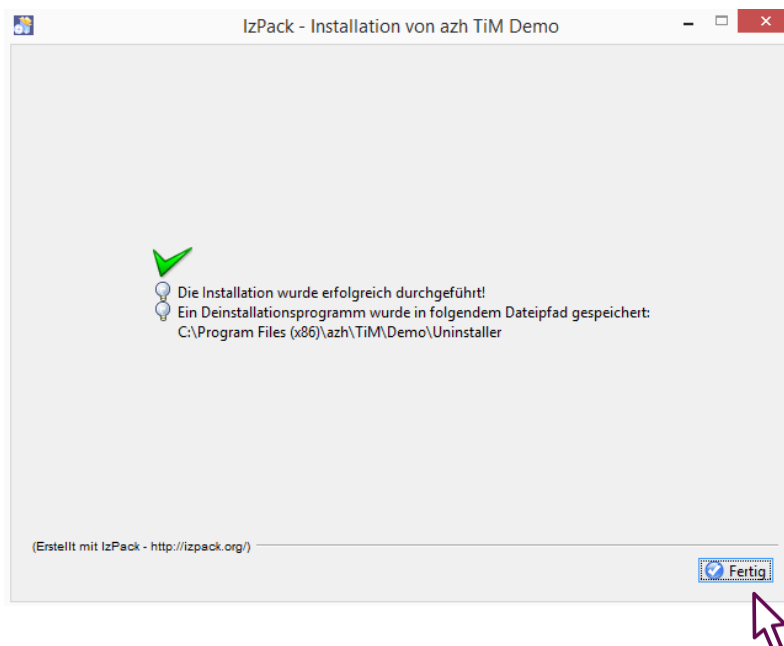 IzPack - Installation von azh TiM Demo
Die Installation wurde erfolgreich durchgeführt!
Ein Deinstallationsprogramm wurde in folgendem Dateipfad gespeichert:
C:\Program Files (x86)\azh\TiM\Demo\Uninstaller
(Erstellt mit IzPack - http://izpack.org/)
Fertig